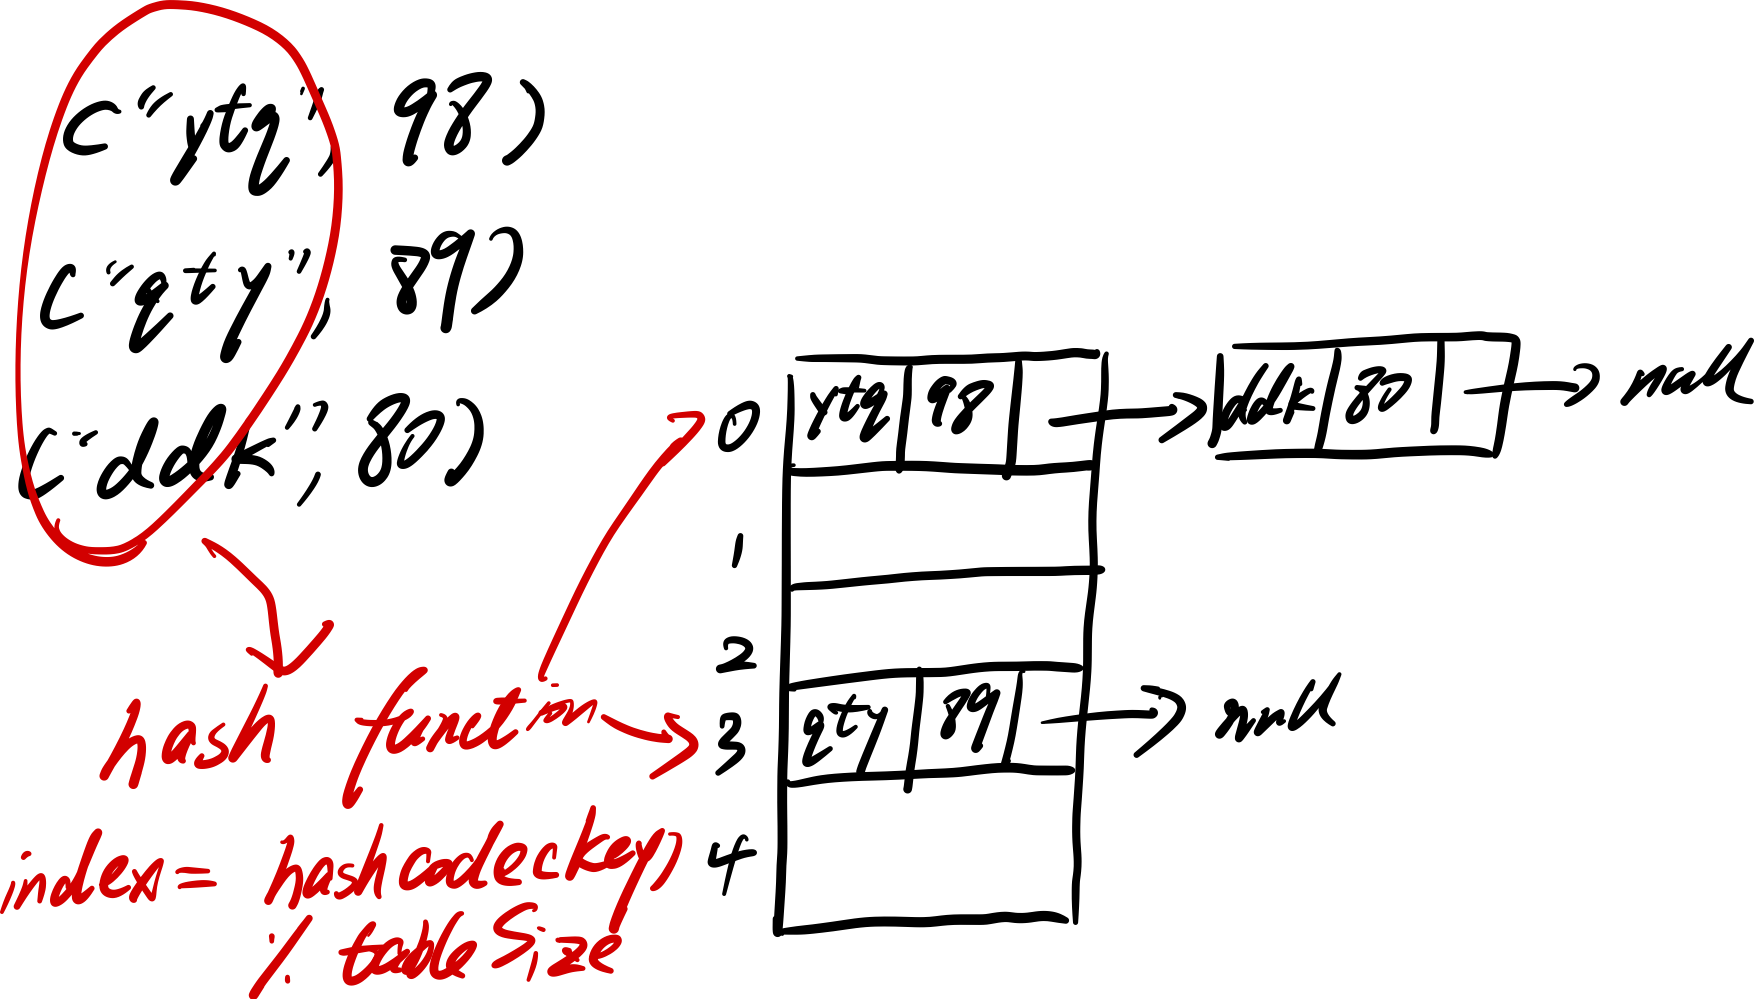 ("ytq", 98)
("qty", 89)
("ddk", 80)
hash function
index = hashcode(key)
% tableSize
0 ytq 98 ddk 80 null
1
2
3 qty 89 null
4